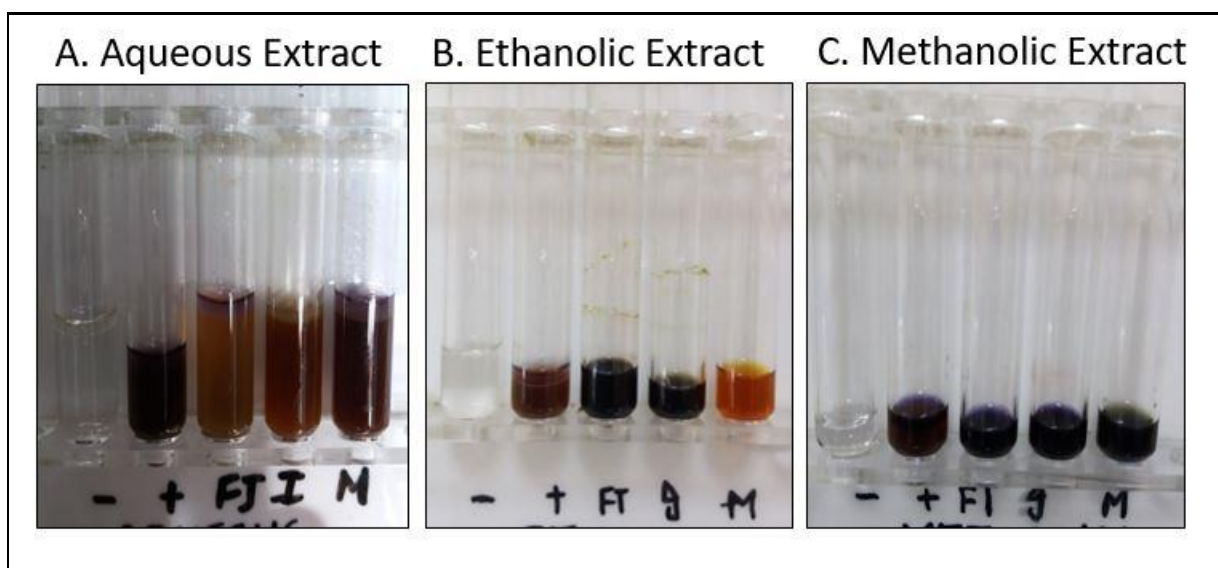 A. Aqueous Extract
B. Ethanolic Extract
C. Methanolic Extract
- + FJ I M
- + FT g M
- + FI g M